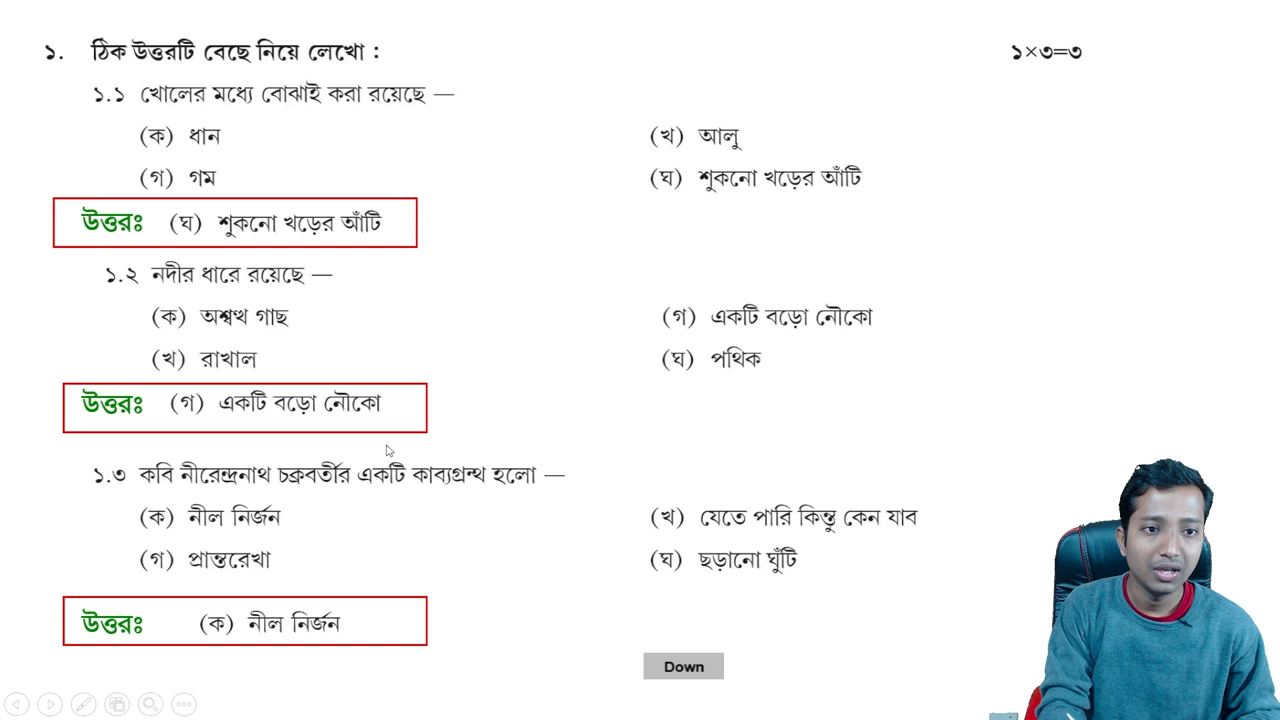 ১. ঠিক উত্তরটি বেছে নিয়ে লেখো : ১×৩=৩
১.১ খোলের মধ্যে বোঝাই করা রয়েছে —
(ক) ধান (খ) আলু
(গ) গম (ঘ) শুকনো খড়ের আঁটি
উত্তরঃ (ঘ) শুকনো খড়ের আঁটি
১.২ নদীর ধারে রয়েছে —
(ক) অশ্বত্থ গাছ (গ) একটি বড়ো নৌকো
(খ) রাখাল (ঘ) পথিক
উত্তরঃ (গ) একটি বড়ো নৌকো
১.৩ কবি নীরেন্দ্রনাথ চক্রবর্তীর একটি কাব্যগ্রন্থ হলো —
(ক) নীল নির্জন (খ) যেতে পারি কিন্তু কেন যাব
(গ) প্রান্তরেখা (ঘ) ছড়ানো ঘুঁটি
উত্তরঃ (ক) নীল নির্জন
Down